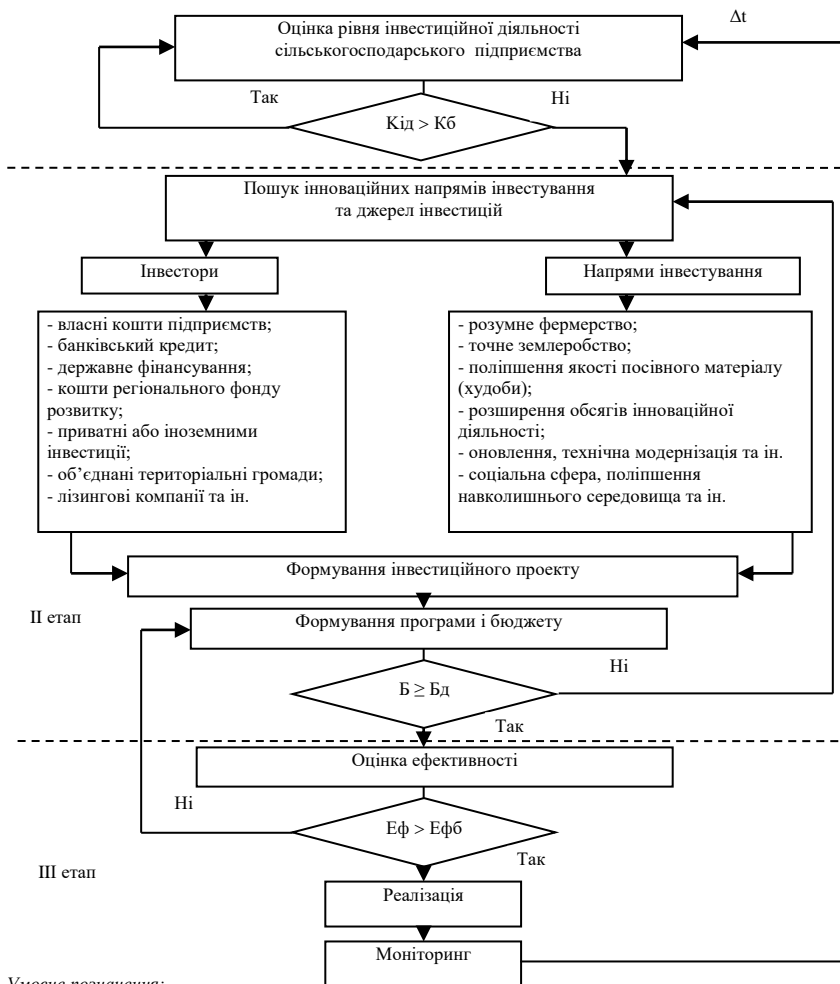 Δt
Оцінка рівня інвестиційної діяльності
сільськогосподарського підприємства
Так
Ні
Кід > Кб
Пошук інноваційних напрямів інвестування
та джерел інвестицій
Інвестори
Напрями інвестування
- власні кошти підприємств;
- банківський кредит;
- державне фінансування;
- кошти регіонального фонду
розвитку;
- приватні або іноземними
інвестиції;
- об’єднані територіальні громади;
- лізингові компанії та ін.
- розумне фермерство;
- точне землеробство;
- поліпшення якості посівного матеріалу
(худоби);
- розширення обсягів інноваційної
діяльності;
- оновлення, технічна модернізація та ін.
- соціальна сфера, поліпшення
навколишнього середовища та ін.
Формування інвестиційного проекту
ІІ етап
Формування програми і бюджету
Ні
Б ≥ Бд
Так
Оцінка ефективності
Ні
Еф > Ефб
Так
ІІІ етап
Реалізація
Моніторинг
Умовне позначення: